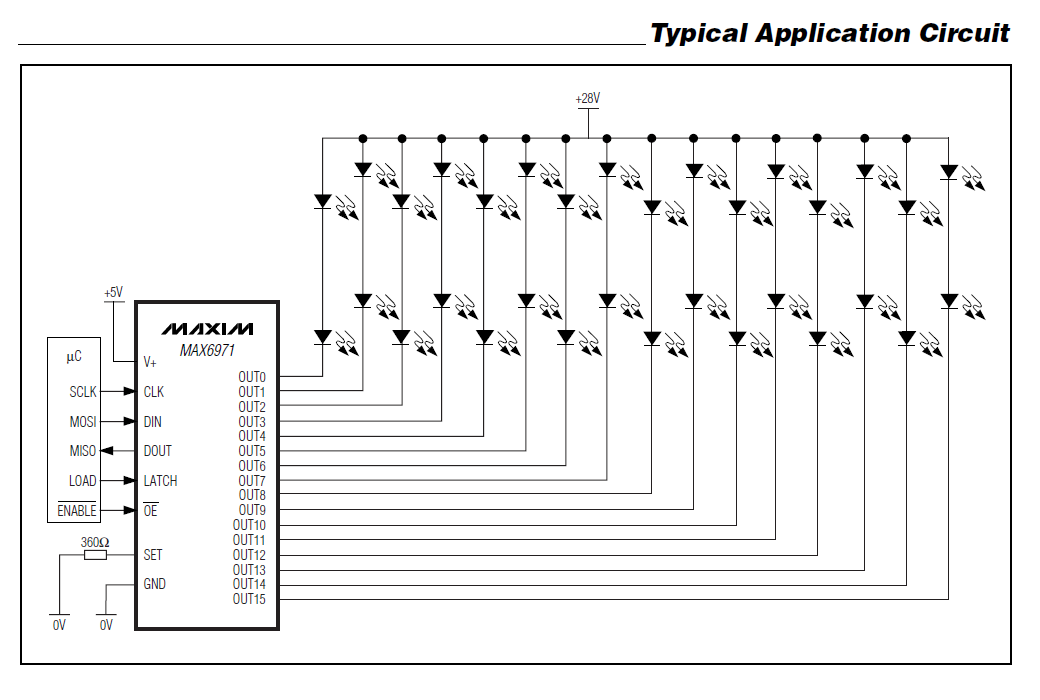 Typical Application Circuit
+28V
+5V
MAXIM
MAX6971
µC
V+
SCLK
CLK
MOSI
DIN
MISO
DOUT
LOAD
LATCH
ENABLE
OE
360Ω
SET
GND
0V
0V
OUT0
OUT1
OUT2
OUT3
OUT4
OUT5
OUT6
OUT7
OUT8
OUT9
OUT10
OUT11
OUT12
OUT13
OUT14
OUT15